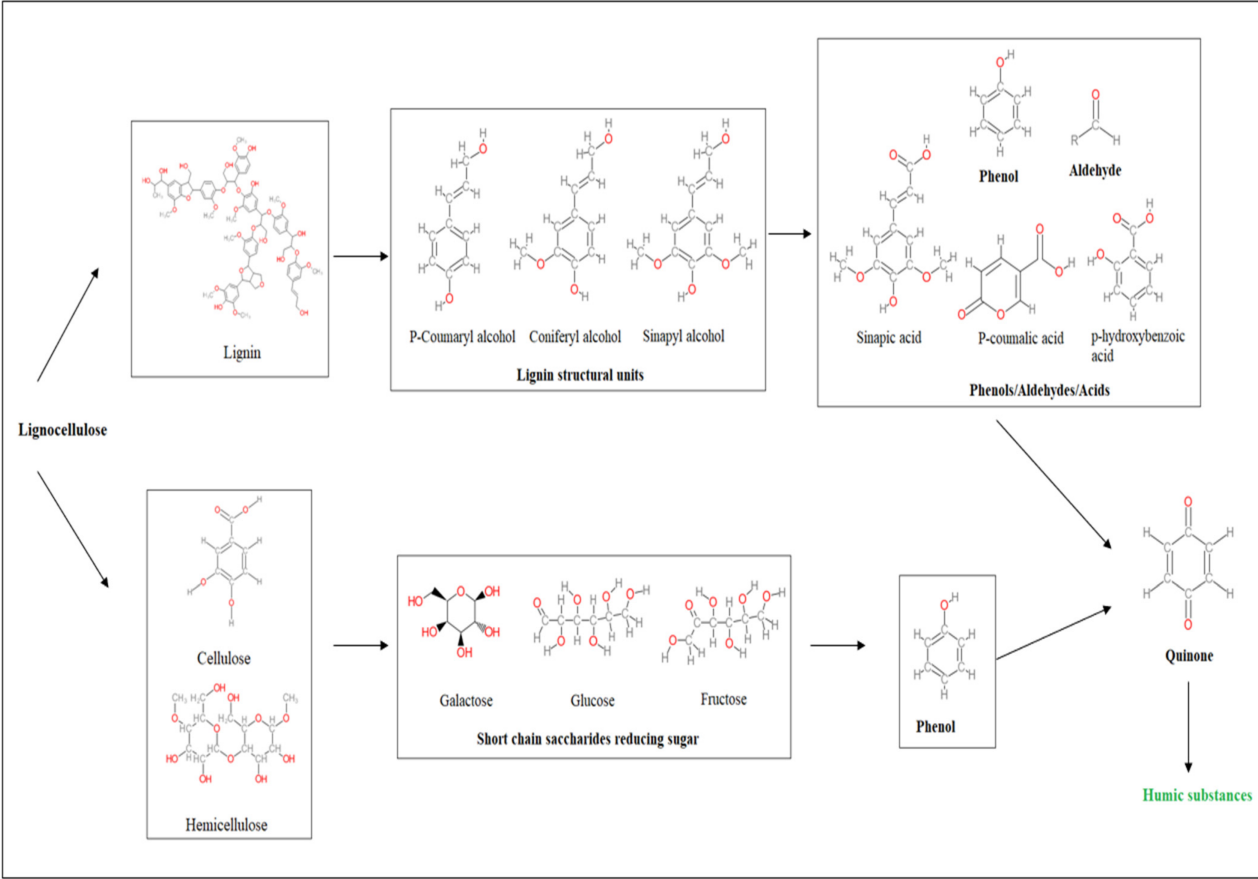 Lignocellulose
Lignin
P-Coumaryl alcohol
Coniferyl alcohol
Sinapyl alcohol
Lignin structural units
Phenol
Aldehyde
Sinapic acid
P-coumalic acid
p-hydroxybenzoic
acid
Phenols/Aldehydes/Acids
Cellulose
Hemicellulose
Galactose
Glucose
Fructose
Short chain saccharides reducing sugar
Phenol
Quinone
Humic substances